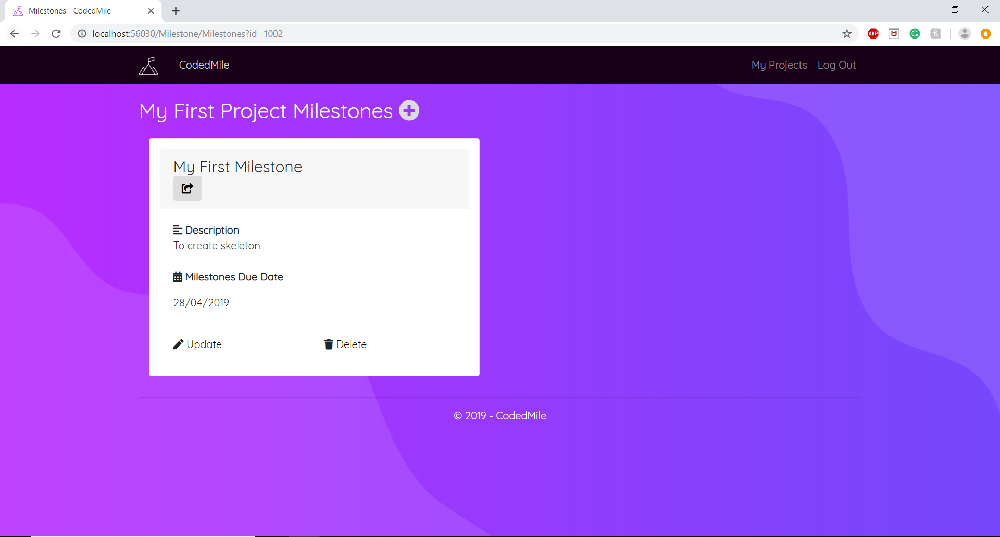 Milestones - CodedMile
localhost:56030/Milestone/Milestones?id=1002
ABP
CodedMile
My Projects
Log Out
My First Project Milestones
My First Milestone
Description
To create skeleton
Milestones Due Date
28/04/2019
Update
Delete
© 2019 - CodedMile